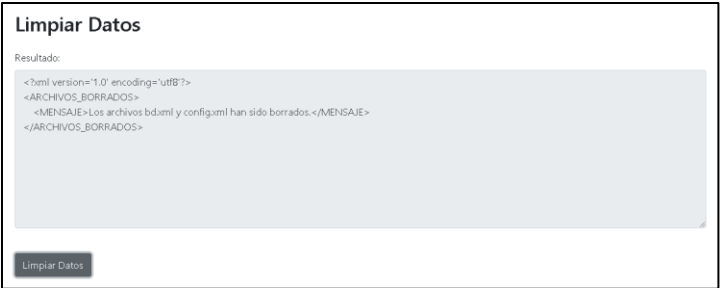 Limpiar Datos
Resultado:
<?xml version='1.0' encoding='utf8'?>
<ARCHIVOS_BORRADOS>
<MENSAJE>Los archivos bd.xml y config.xml han sido borrados.</MENSAJE>
</ARCHIVOS_BORRADOS>
Limpiar Datos